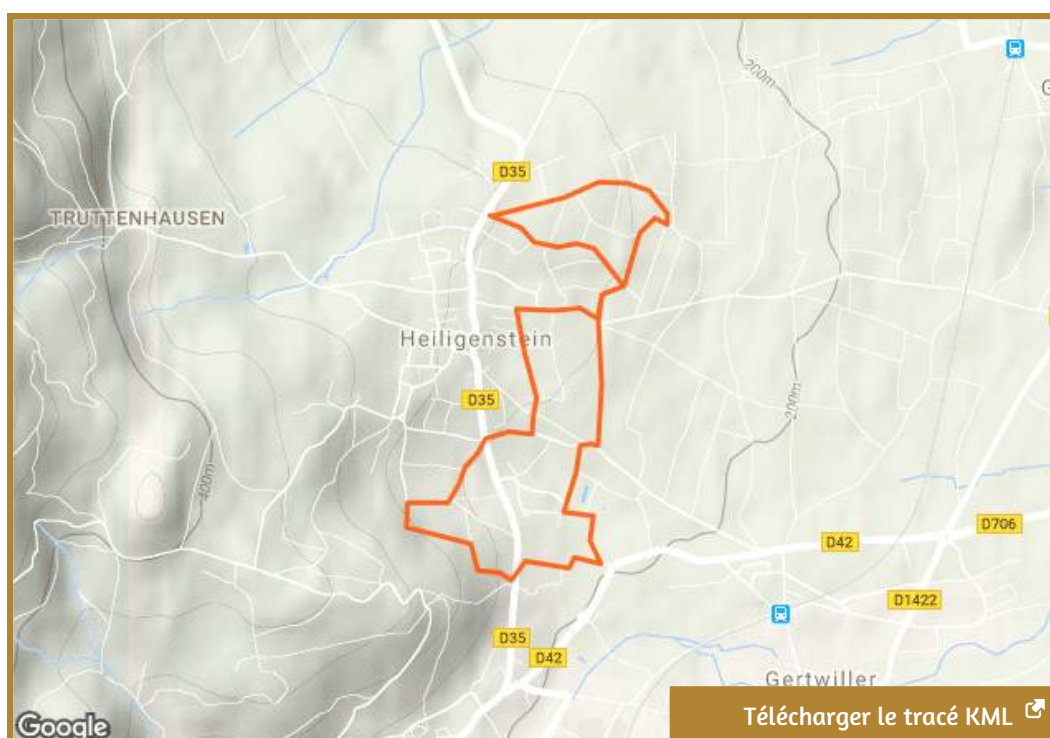 200m
G
D35
TRUTTENHAUSEN
Heiligenstein
D35
200m
400m
D706
D42
D1422
D35
D42
Gertwiller
Google
Télécharger le tracé KML